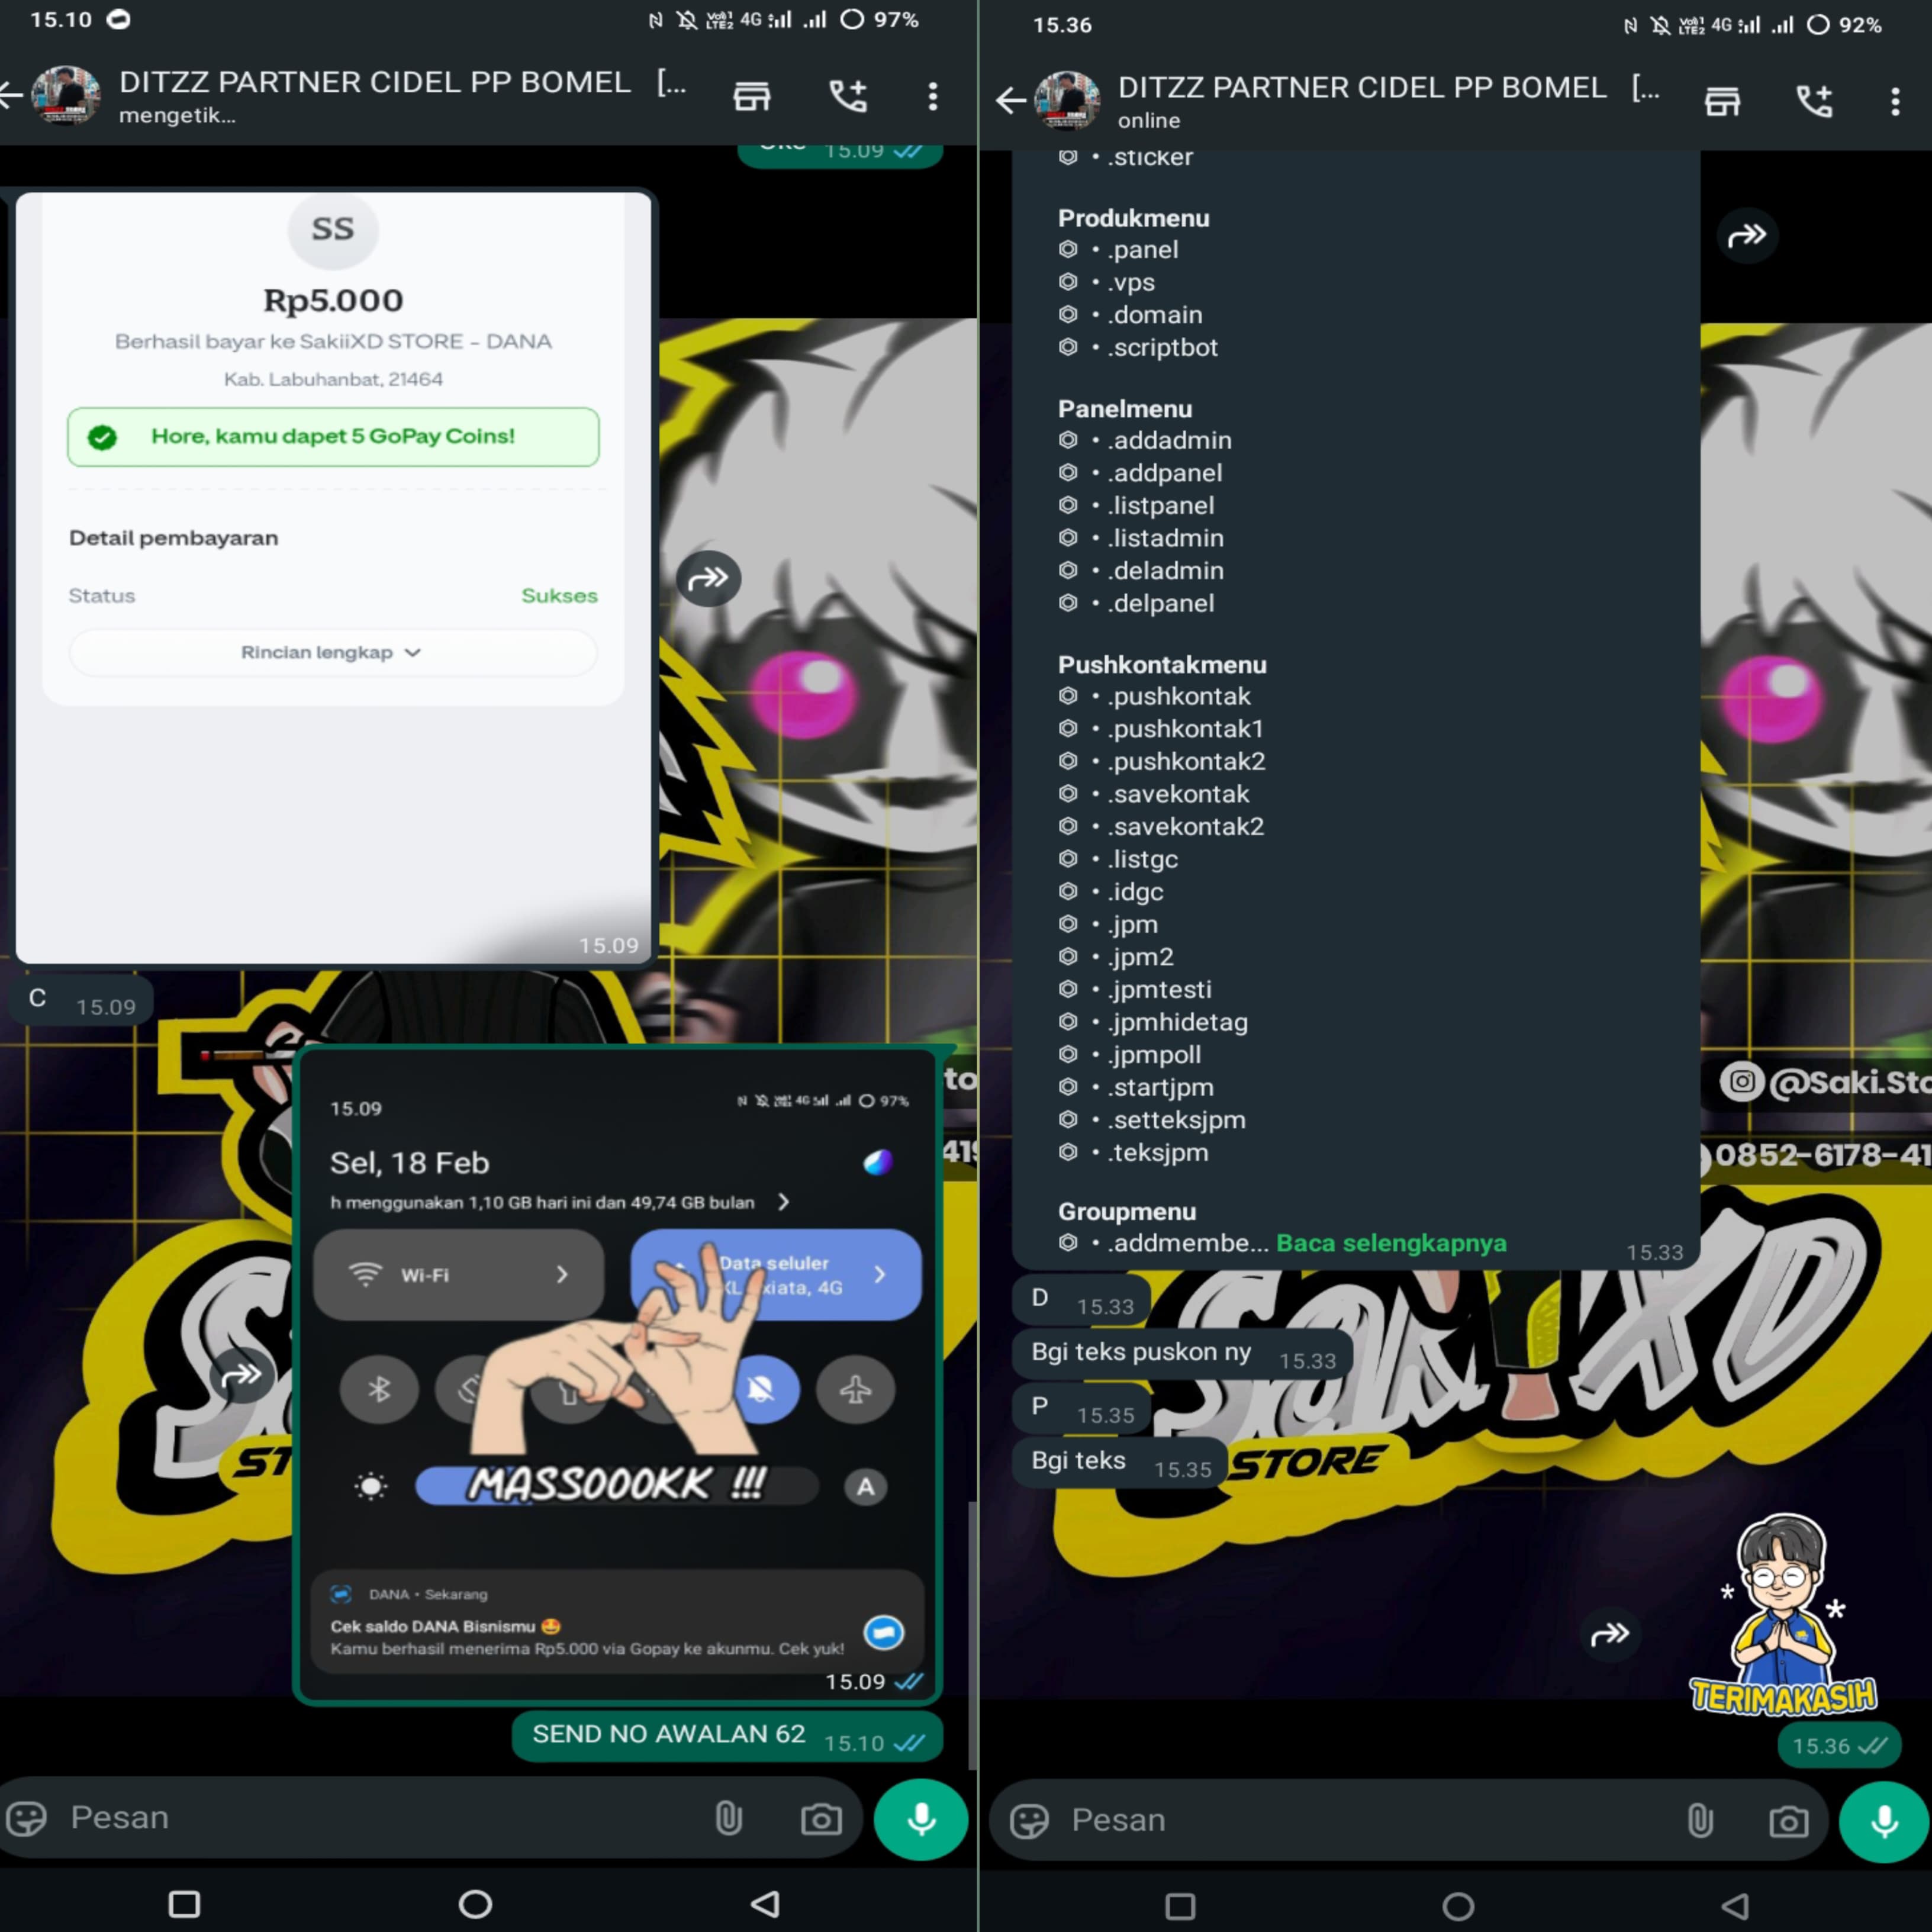 15.10
4G 97%
DITZZ PARTNER CIDEL PP BOMEL [...
mengetik...
15.09
SS
Rp5.000
Berhasil bayar ke SakiiXD STORE - DANA
Kab. Labuhanbat, 21464
Hore, kamu dapet 5 GoPay Coins!
Detail pembayaran
Status Sukses
Rincian lengkap
15.09
C 15.09
15.09
4G 97%
Sel, 18 Feb
h menggunakan 1,10 GB hari ini dan 49,74 GB bulan
Wi-Fi
Data seluler
4G
MASSOOOKK !!!
A
DANA • Sekarang
Cek saldo DANA Bisnismu 🤩
Kamu berhasil menerima Rp5.000 via Gopay ke akunmu. Cek yuk!
15.09
SEND NO AWALAN 62 15.10
Pesan
15.36
4G 92%
DITZZ PARTNER CIDEL PP BOMEL [...
online
• .sticker
Produkmenu
• .panel
• .vps
• .domain
• .scriptbot
Panelmenu
• .addadmin
• .addpanel
• .listpanel
• .listadmin
• .deladmin
• .delpanel
Pushkontakmenu
• .pushkontak
• .pushkontak1
• .pushkontak2
• .savekontak
• .savekontak2
• .listgc
• .idgc
• .jpm
• .jpm2
• .jpmtesti
• .jpmhidetag
• .jpmpoll
• .startjpm
• .setteksjpm
• .teksjpm
Groupmenu
• .addmembe... Baca selengkapnya 15.33
@Saki.Sto
0852-6178-41
D 15.33
Bgi teks puskon ny 15.33
P 15.35
Bgi teks 15.35
STORE
TERIMAKASIH
15.36
Pesan